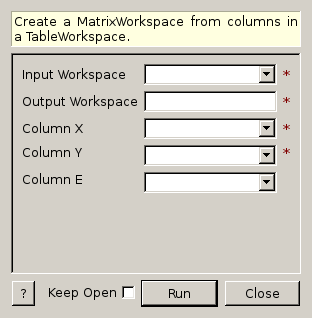 Create a MatrixWorkspace from columns in
a TableWorkspace.
Input Workspace *
Output Workspace *
Column X *
Column Y *
Column E
? Keep Open Run Close